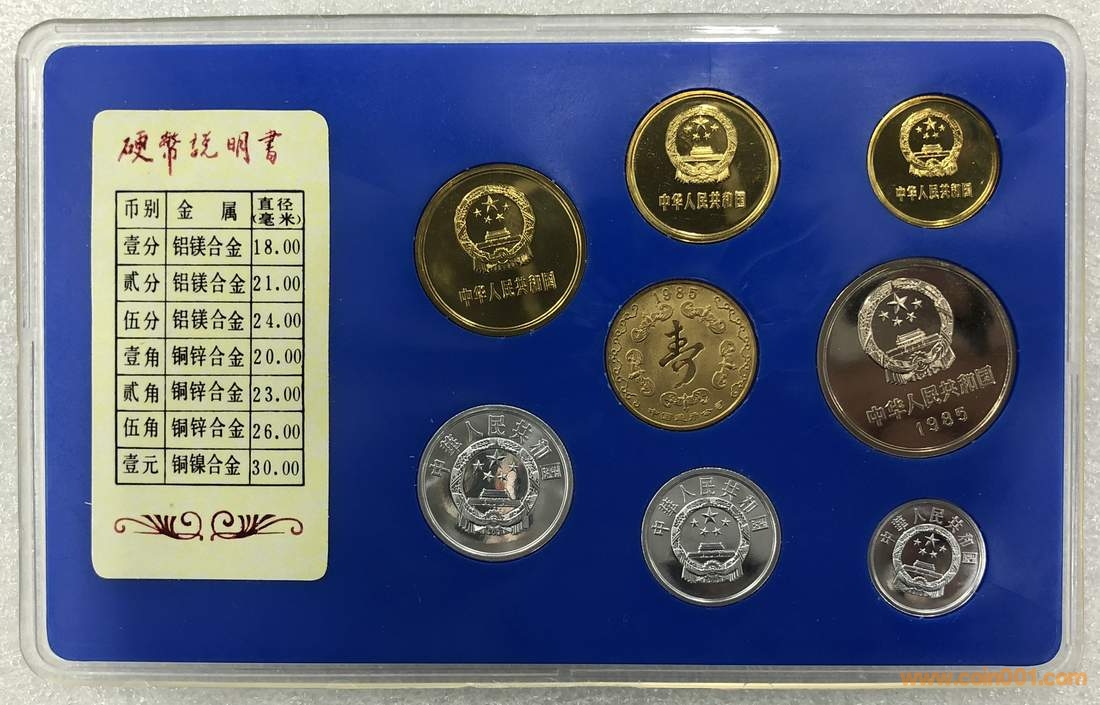 硬幣説明書
币别 金属 直径(毫米)
壹分 铝镁合金 18.00
贰分 铝镁合金 21.00
伍分 铝镁合金 24.00
壹角 铜锌合金 20.00
贰角 铜锌合金 23.00
伍角 铜锌合金 26.00
壹元 铜镍合金 30.00
中华人民共和国
中华人民共和国
中华人民共和国
1985
寿
中华人民共和国
1985
中華人民共和國
中華人民共和國
中華人民共和國
www.coin001.com